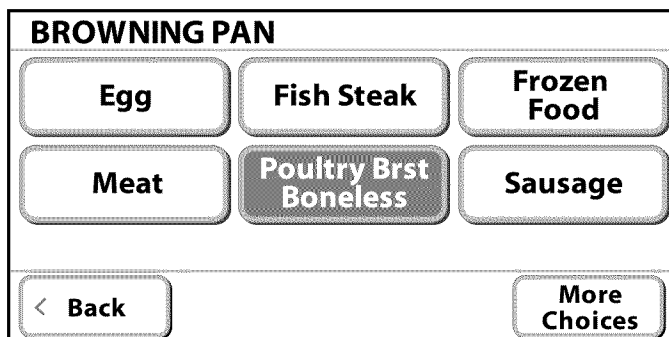 BROWNING PAN
Egg
Fish Steak
Frozen
Food
Meat
Poultry Brst
Boneless
Sausage
< Back
More
Choices